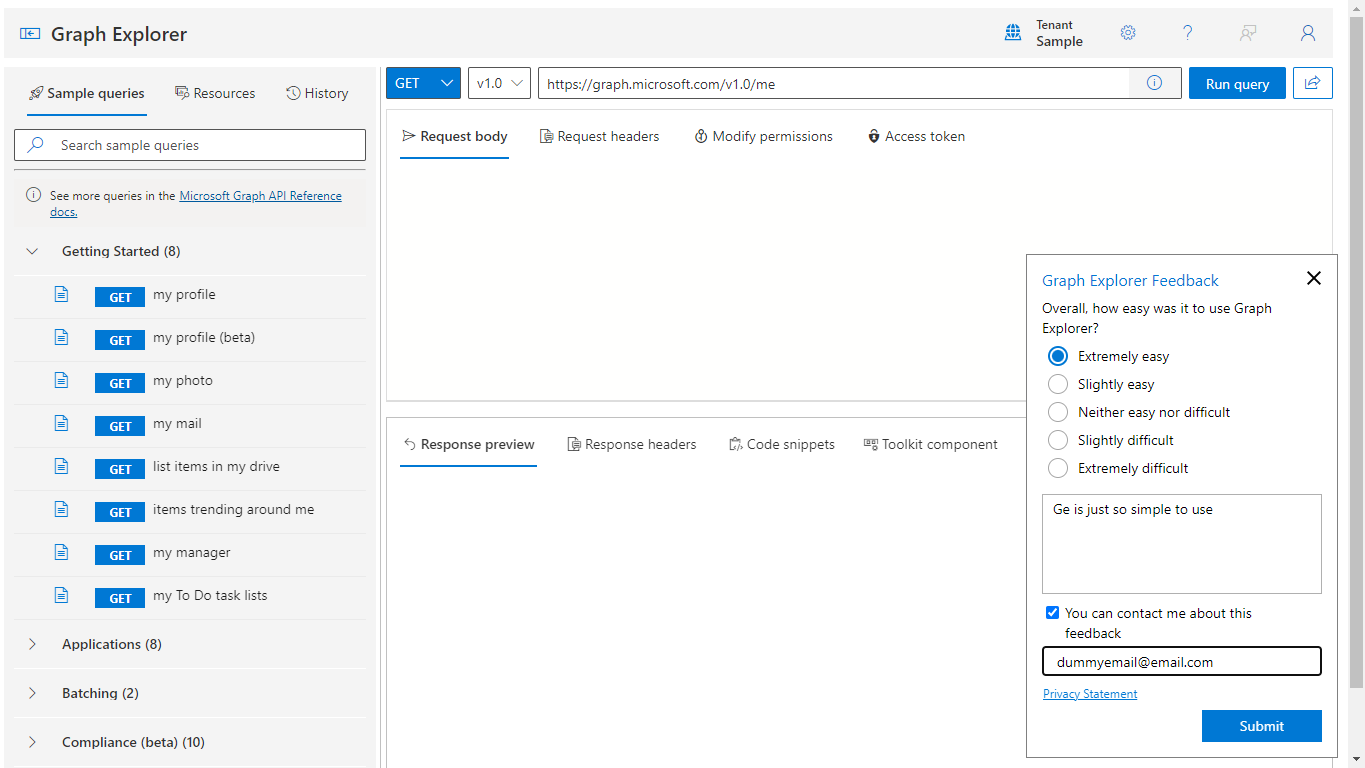 Graph Explorer
Tenant
Sample
Sample queries
Resources
History
Search sample queries
See more queries in the Microsoft Graph API Reference
docs.
Getting Started (8)
GET my profile
GET my profile (beta)
GET my photo
GET my mail
GET list items in my drive
GET items trending around me
GET my manager
GET my To Do task lists
Applications (8)
Batching (2)
Compliance (beta) (10)
GET
v1.0
https://graph.microsoft.com/v1.0/me
Run query
Request body
Request headers
Modify permissions
Access token
Response preview
Response headers
Code snippets
Toolkit component
Graph Explorer Feedback
Overall, how easy was it to use Graph
Explorer?
Extremely easy
Slightly easy
Neither easy nor difficult
Slightly difficult
Extremely difficult
Ge is just so simple to use
You can contact me about this
feedback
dummyemail@email.com
Privacy Statement
Submit